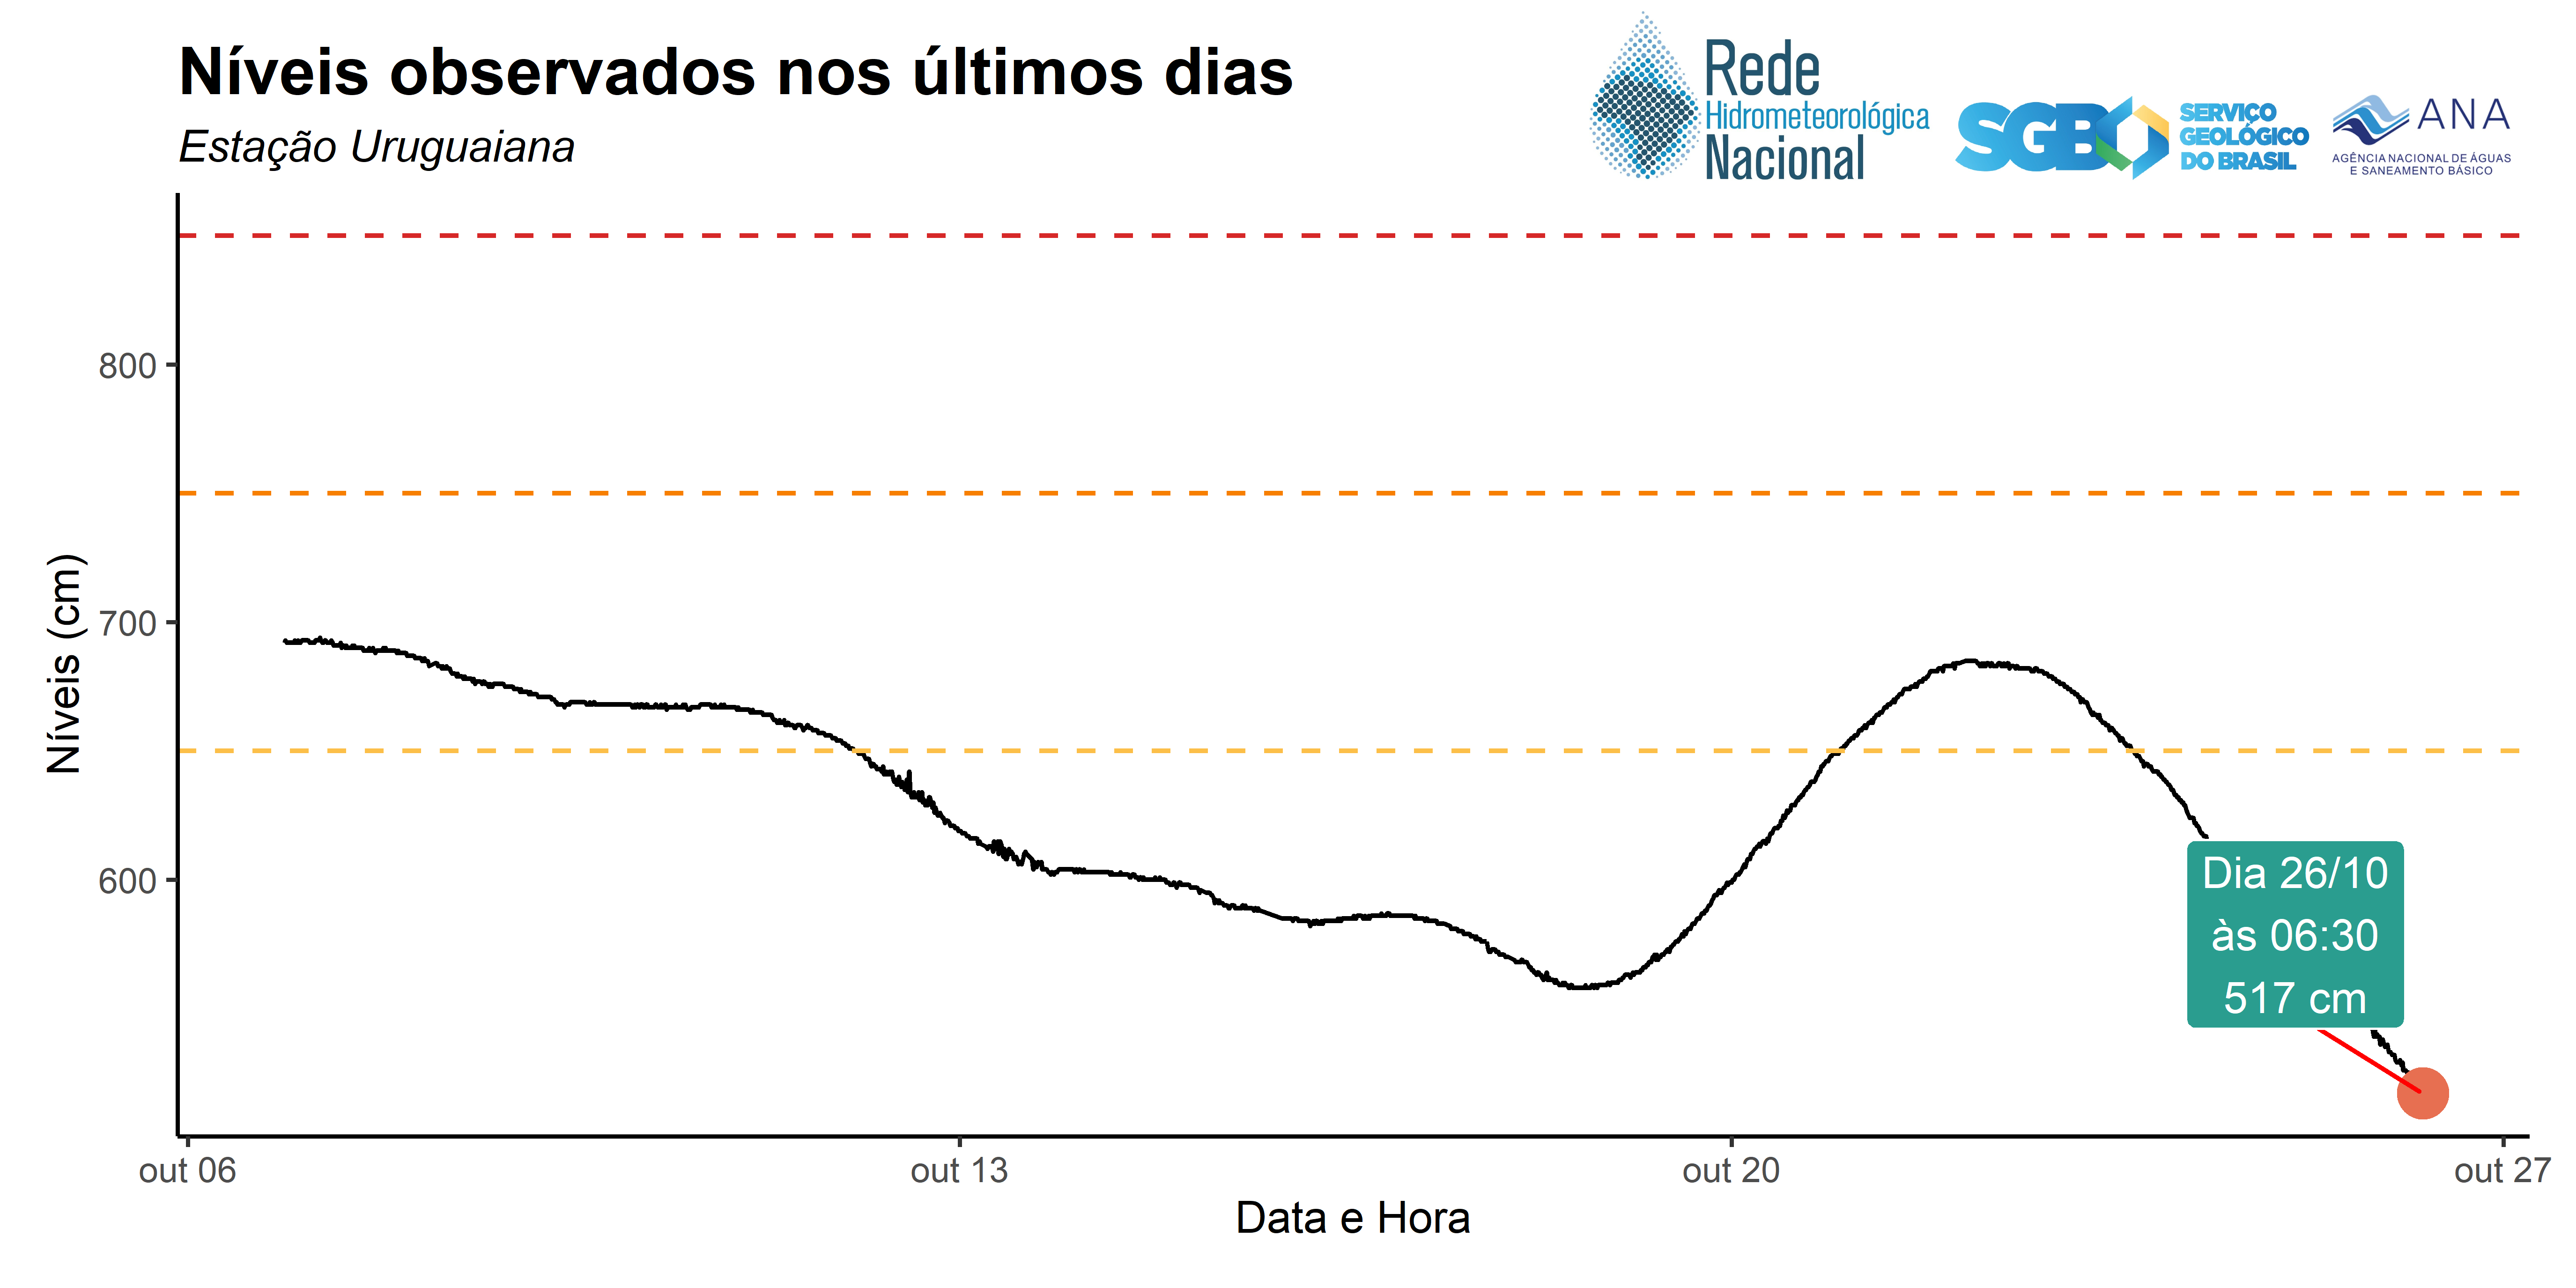 Níveis observados nos últimos dias
Estação Uruguaiana
Rede
Hidrometeorológica
Nacional
SGB
SERVIÇO
GEOLÓGICO
DO BRASIL
ANA
AGÊNCIA NACIONAL DE ÁGUAS
E SANEAMENTO BÁSICO
Níveis (cm)
800
700
600
Dia 26/10
às 06:30
517 cm
out 06
out 13
out 20
out 27
Data e Hora